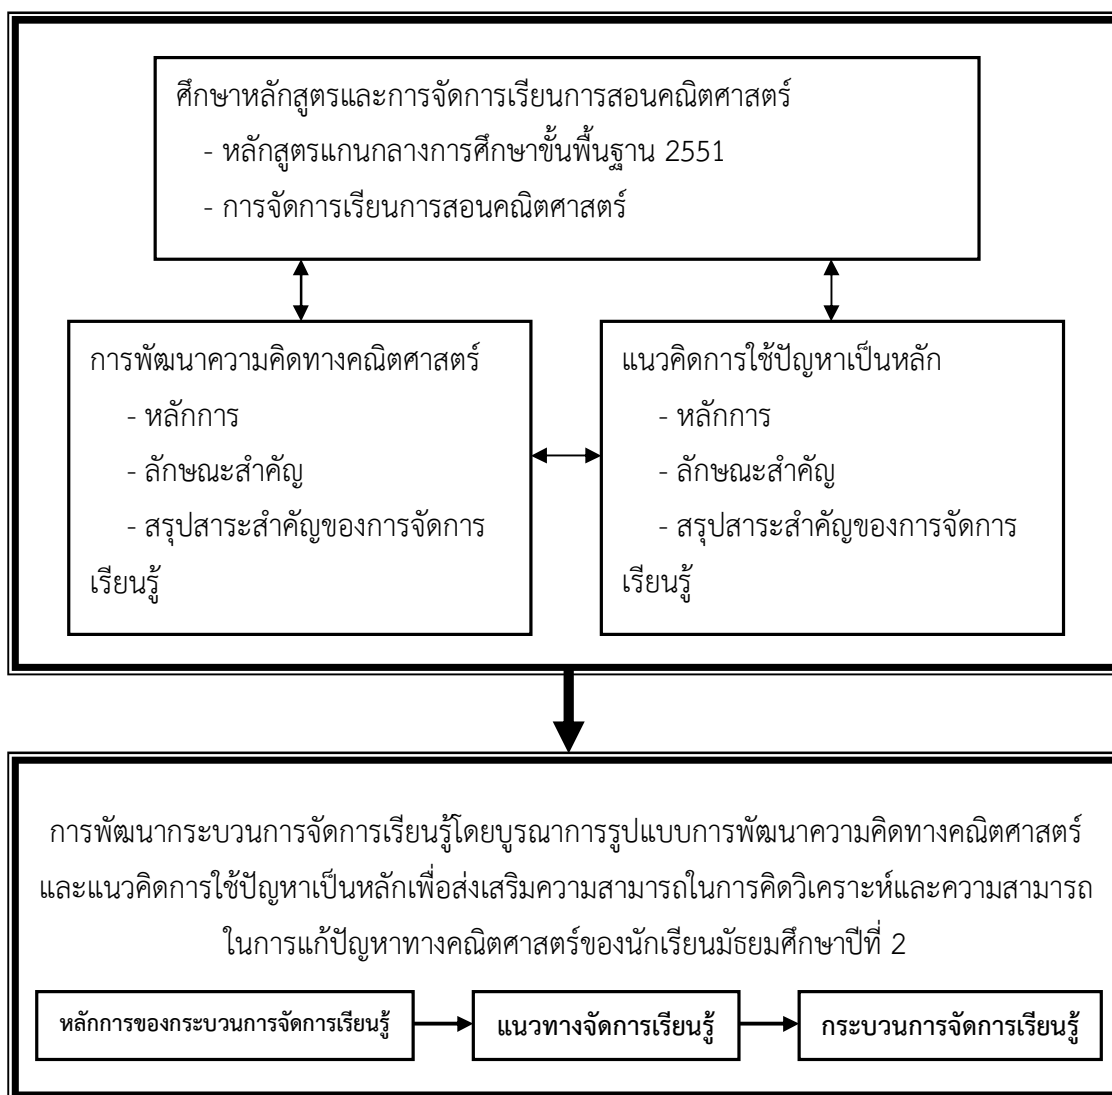 ศึกษาหลักสูตรและการจัดการเรียนการสอนคณิตศาสตร์
- หลักสูตรแกนกลางการศึกษาขั้นพื้นฐาน 2551
- การจัดการเรียนการสอนคณิตศาสตร์
การพัฒนาความคิดทางคณิตศาสตร์
- หลักการ
- ลักษณะสำคัญ
- สรุปสาระสำคัญของการจัดการ
เรียนรู้
แนวคิดการใช้ปัญหาเป็นหลัก
- หลักการ
- ลักษณะสำคัญ
- สรุปสาระสำคัญของการจัดการ
เรียนรู้
การพัฒนากระบวนการจัดการเรียนรู้โดยบูรณาการรูปแบบการพัฒนาความคิดทางคณิตศาสตร์
และแนวคิดการใช้ปัญหาเป็นหลักเพื่อส่งเสริมความสามารถในการคิดวิเคราะห์และความสามารถ
ในการแก้ปัญหาทางคณิตศาสตร์ของนักเรียนมัธยมศึกษาปีที่ 2
หลักการของกระบวนการจัดการเรียนรู้
แนวทางจัดการเรียนรู้
กระบวนการจัดการเรียนรู้